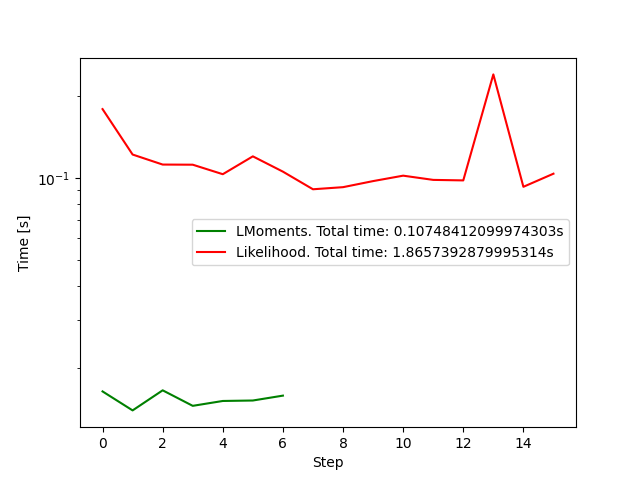 Time [s]
10⁻¹
LMoments. Total time: 0.10748412099974303s
Likelihood. Total time: 1.8657392879995314s
0 2 4 6 8 10 12 14
Step